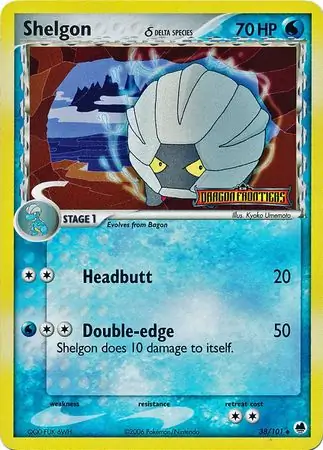 Shelgon δ DELTA SPECIES 70 HP
DRAGON FRONTIERS
Illus. Kyoko Umemoto
STAGE 1
Evolves from Bagon
Headbutt 20
Double-edge 50
Shelgon does 10 damage to itself.
weakness resistance retreat cost
©2006 Pokémon/Nintendo 38/101